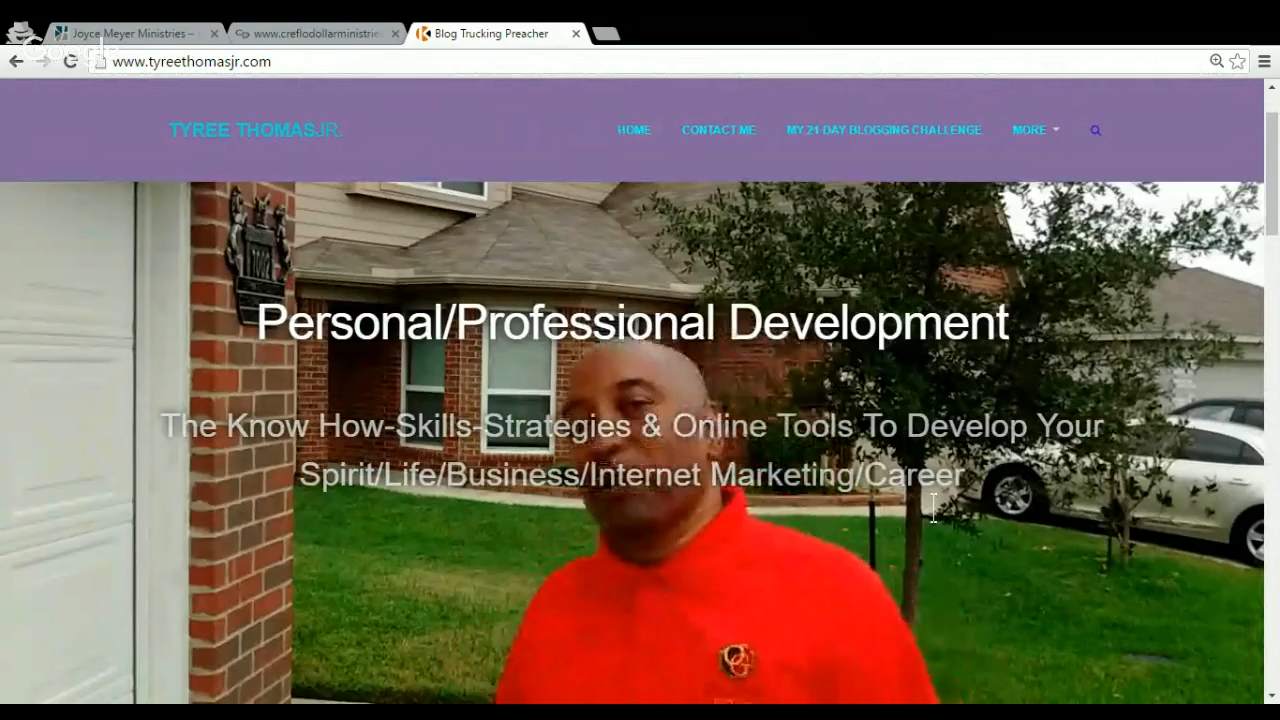 Joyce Meyer Ministries –
www.creflodollarministrie
Blog Trucking Preacher
Google
www.tyreethomasjr.com
TYREE THOMASJR.
HOME
CONTACT ME
MY 21 DAY BLOGGING CHALLENGE
MORE
Personal/Professional Development
The Know How-Skills-Strategies & Online Tools To Develop Your
Spirit/Life/Business/Internet Marketing/Career